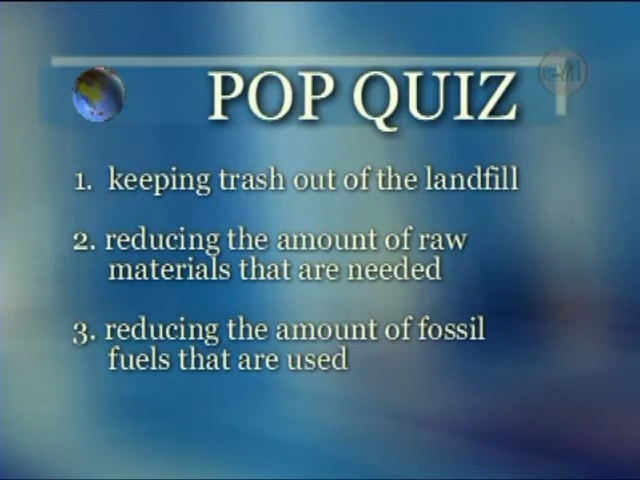 POP QUIZ
1. keeping trash out of the landfill
2. reducing the amount of raw
materials that are needed
3. reducing the amount of fossil
fuels that are used